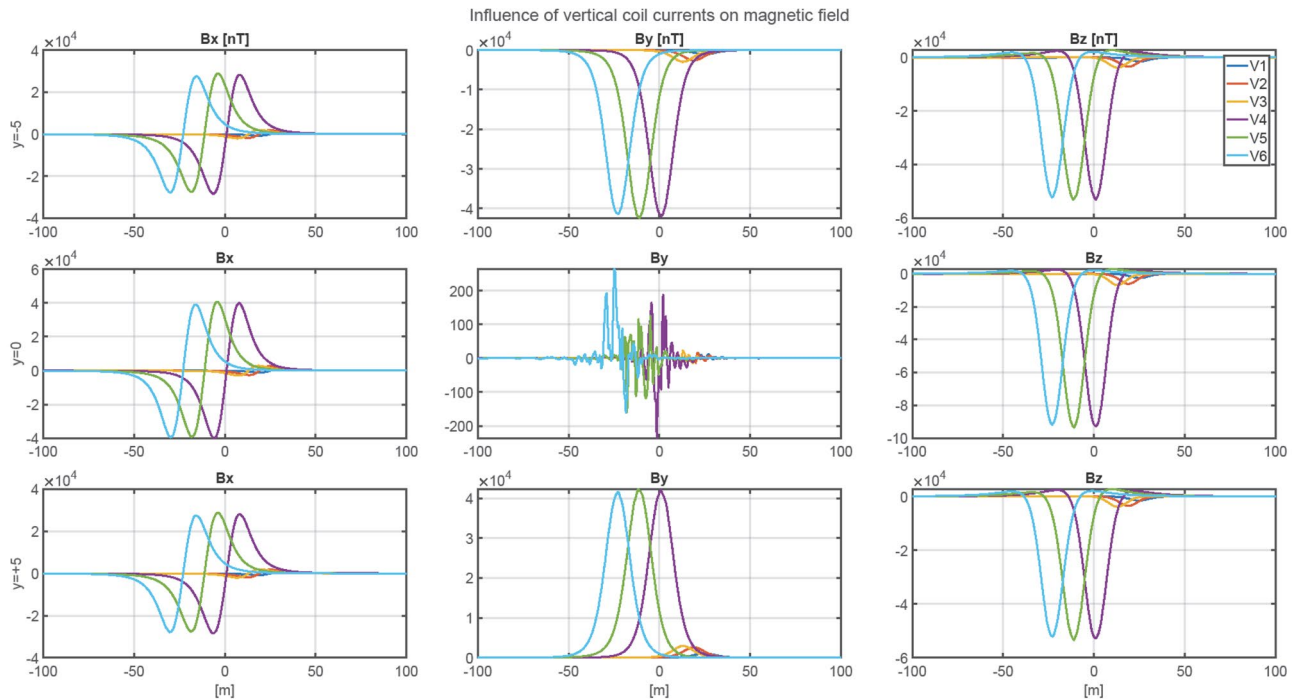 Influence of vertical coil currents on magnetic field
Bx [nT]
×10⁴
4
2
0
-2
-4
y=-5
-100 -50 0 50 100
By [nT]
×10⁴
0
-1
-2
-3
-4
-100 -50 0 50 100
Bz [nT]
×10⁴
0
-2
-4
-6
-100 -50 0 50 100
V1
V2
V3
V4
V5
V6
Bx
×10⁴
6
4
2
0
-2
-4
y=0
-100 -50 0 50 100
By
200
100
0
-100
-200
-100 -50 0 50 100
Bz
×10⁴
0
-2
-4
-6
-8
-10
-100 -50 0 50 100
Bx
×10⁴
4
2
0
-2
-4
y=+5
-100 -50 0 50 100
[m]
By
×10⁴
4
3
2
1
0
-100 -50 0 50 100
[m]
Bz
×10⁴
0
-2
-4
-6
-100 -50 0 50 100
[m]